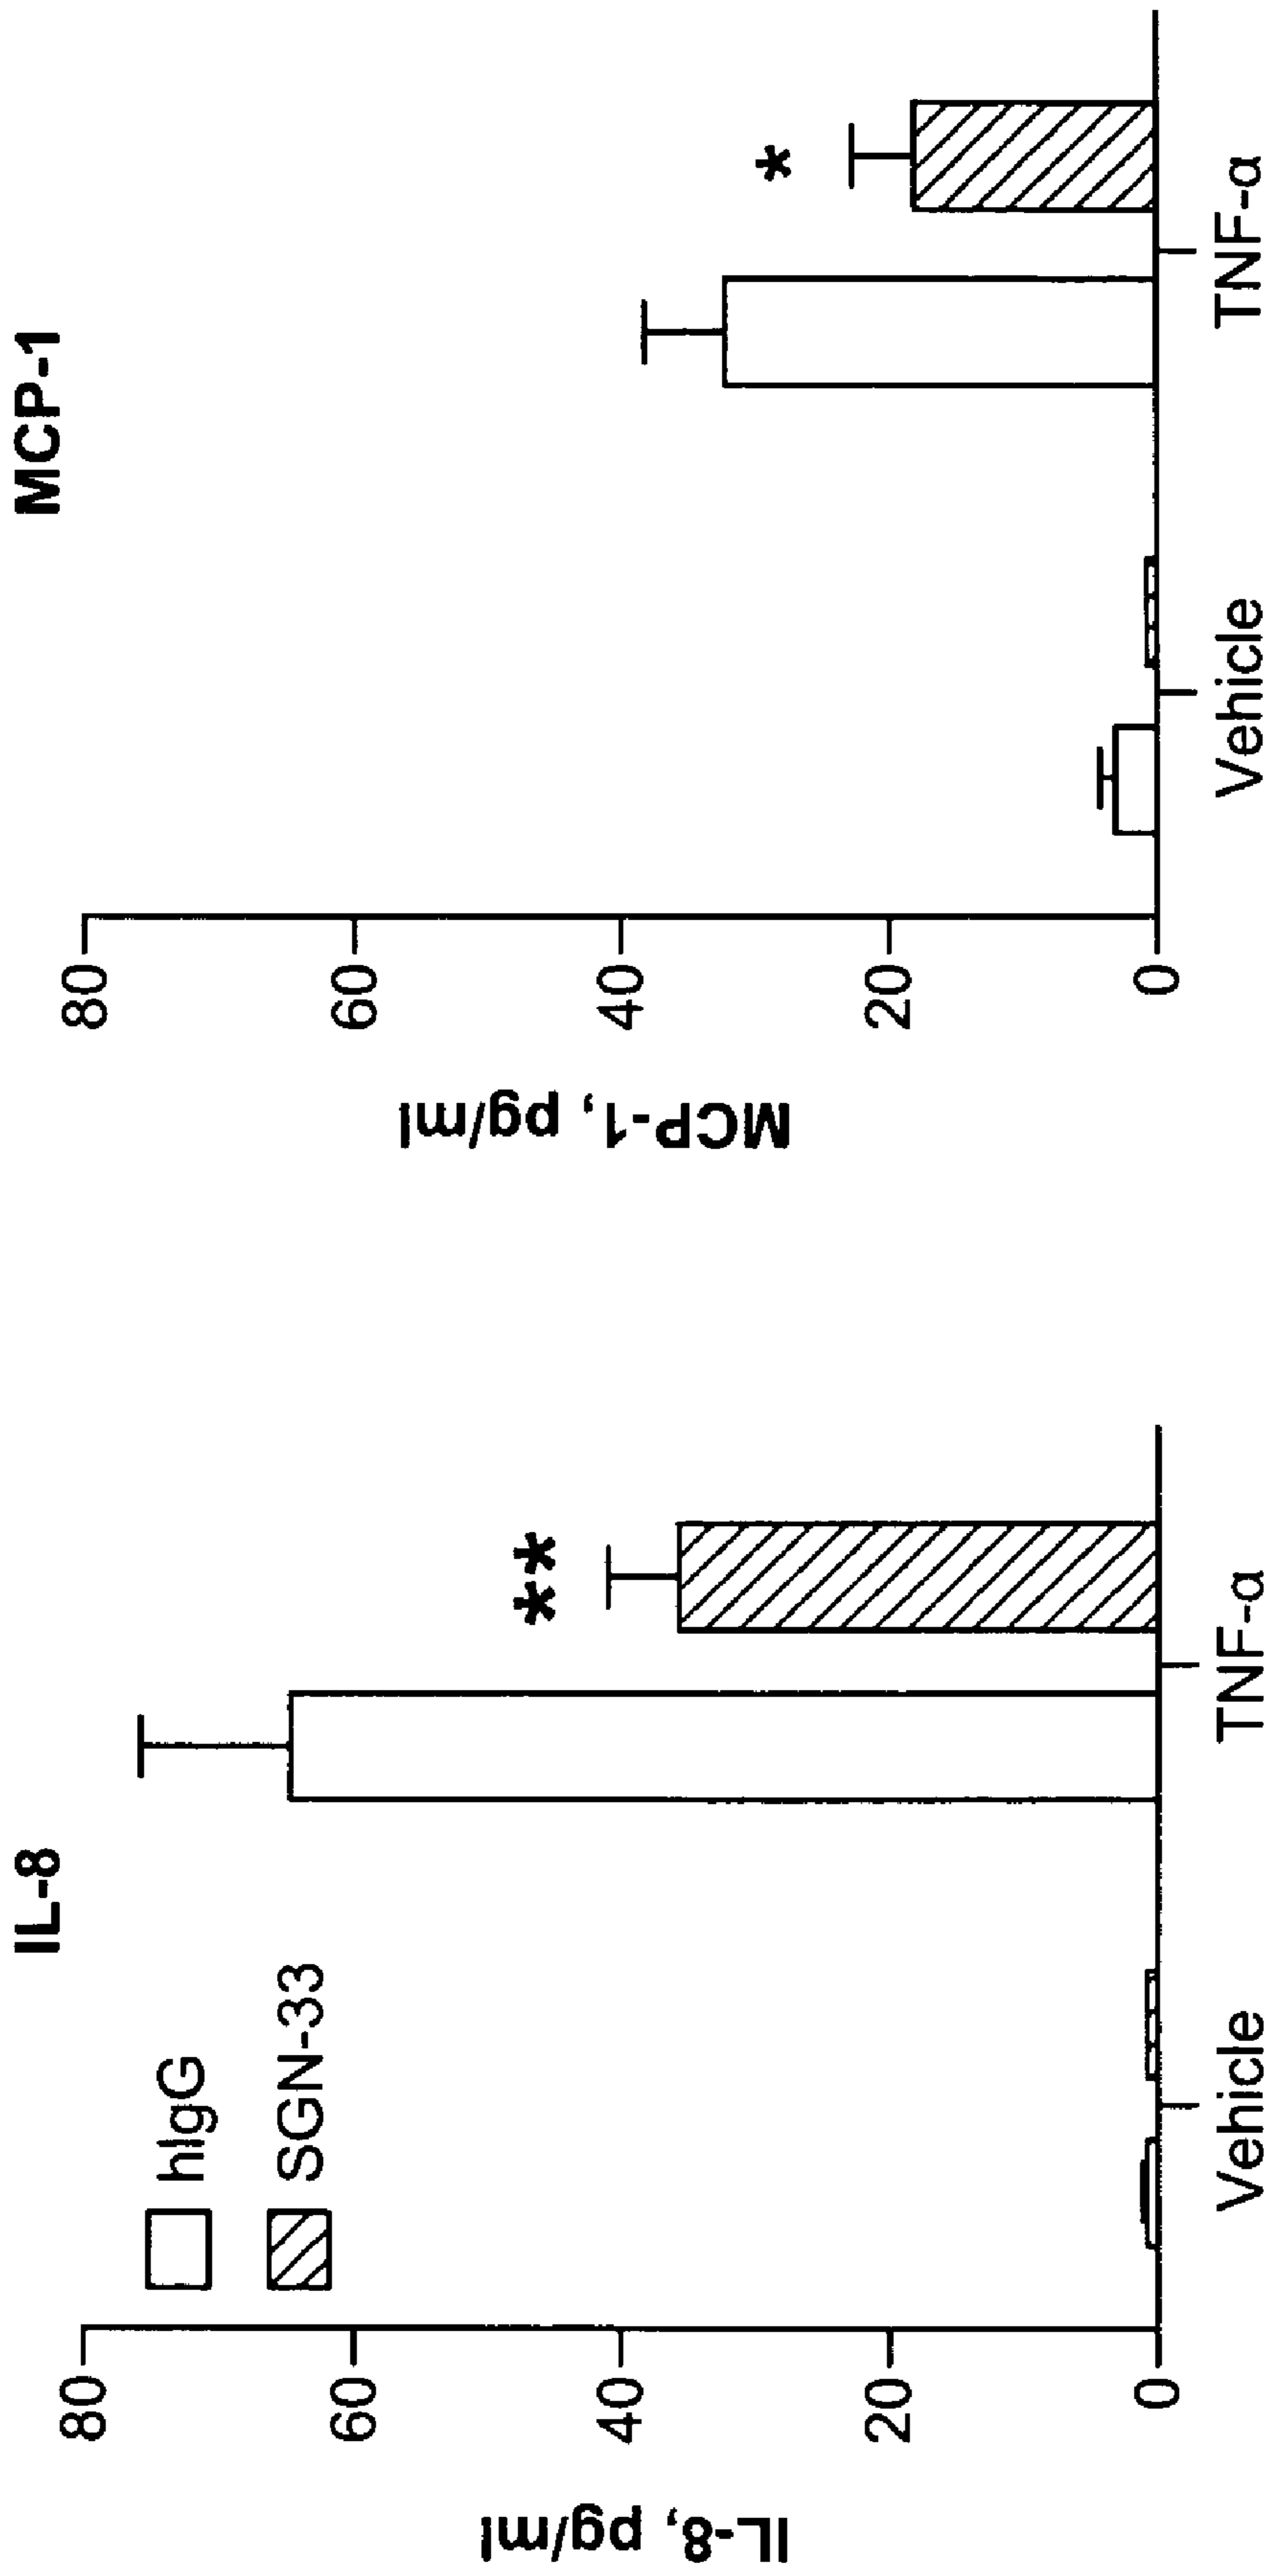 IL-8
hIgG
SGN-33
**
IL-8, pg/ml
80
60
40
20
0
Vehicle
TNF-α
MCP-1
*
MCP-1, pg/ml
80
60
40
20
0
Vehicle
TNF-α